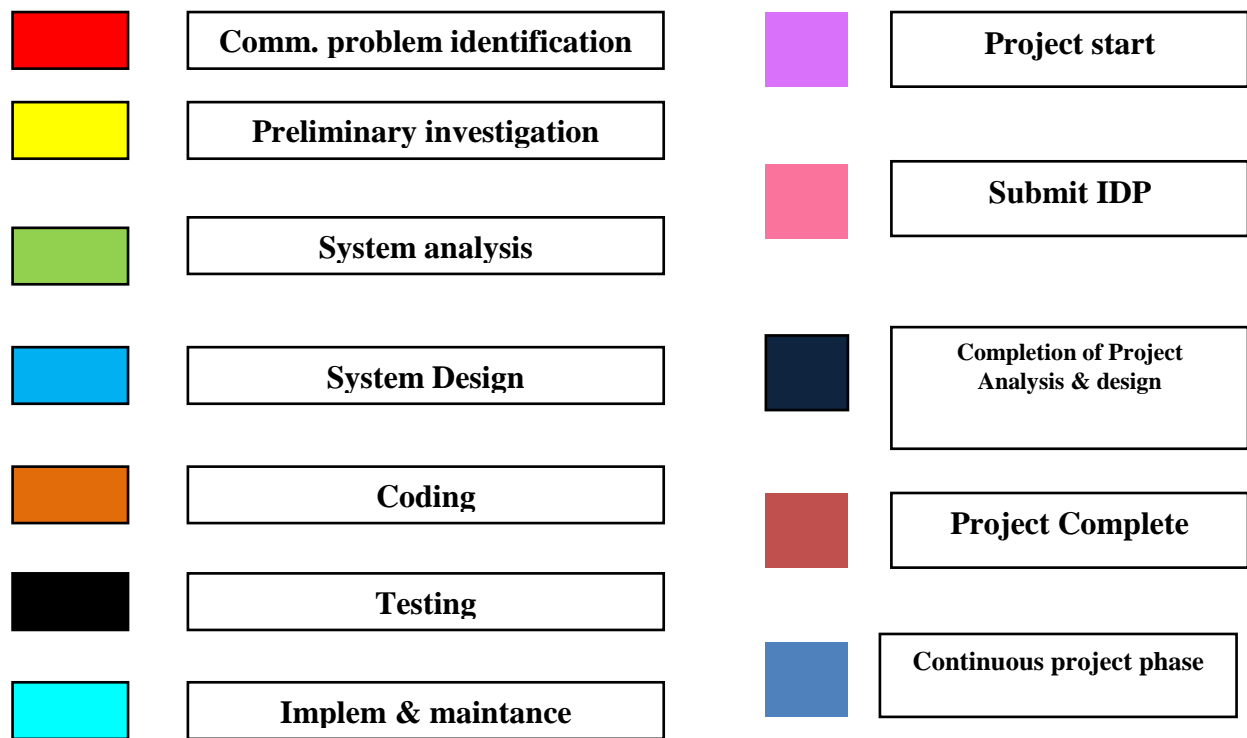 Comm. problem identification
Project start
Preliminary investigation
Submit IDP
System analysis
System Design
Completion of Project
Analysis & design
Coding
Project Complete
Testing
Continuous project phase
Implem & maintance